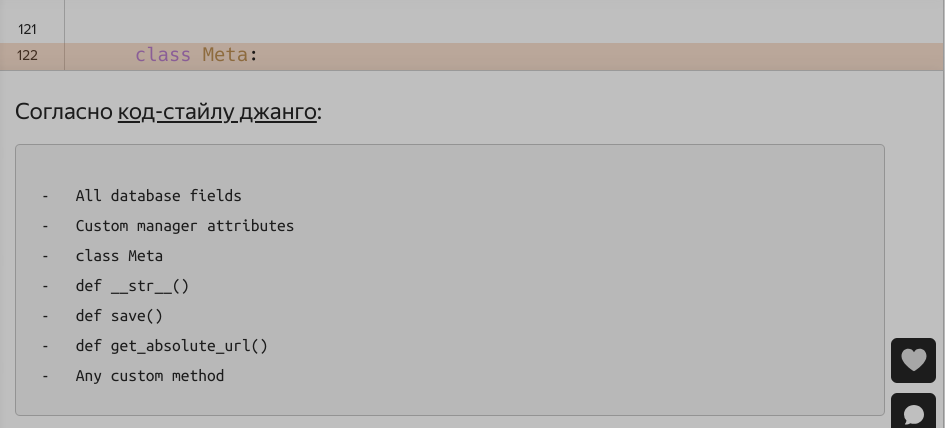 121
122 class Meta:
Согласно код-стайлу джанго:
- All database fields
- Custom manager attributes
- class Meta
- def __str__()
- def save()
- def get_absolute_url()
- Any custom method